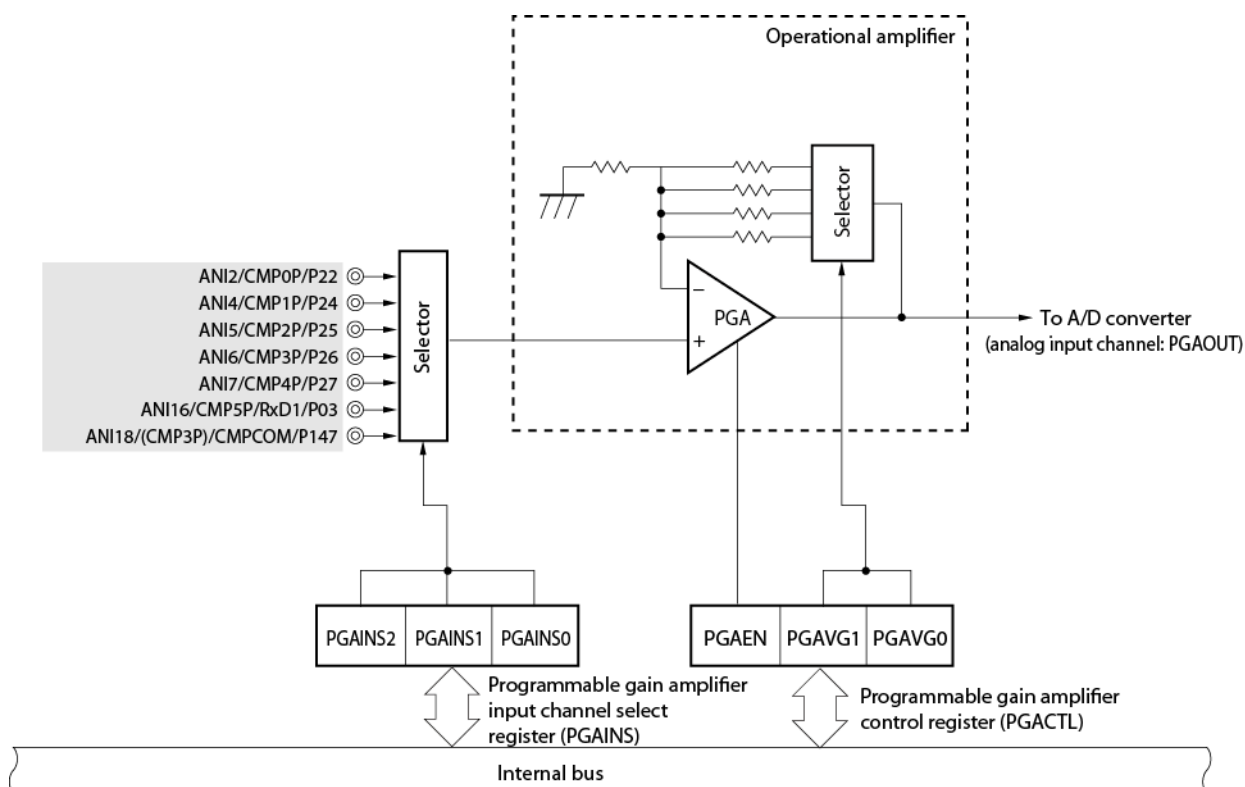 Operational amplifier
Selector
ANI2/CMP0P/P22
ANI4/CMP1P/P24
ANI5/CMP2P/P25
ANI6/CMP3P/P26
ANI7/CMP4P/P27
ANI16/CMP5P/RxD1/P03
ANI18/(CMP3P)/CMPCOM/P147
Selector
−
PGA
+
To A/D converter
(analog input channel: PGAOUT)
PGAINS2 PGAINS1 PGAINS0
PGAEN PGAVG1 PGAVG0
Programmable gain amplifier
input channel select
register (PGAINS)
Programmable gain amplifier
control register (PGACTL)
Internal bus